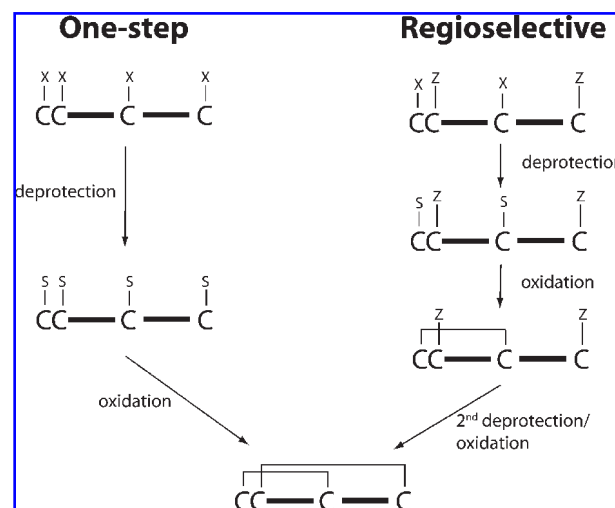 One-step
Regioselective
X X X X
CC C C
deprotection
S S S S
CC C C
oxidation
X Z X Z
CC C C
deprotection
S Z S Z
CC C C
oxidation
Z Z
CC C C
2nd deprotection/
oxidation
CC C C